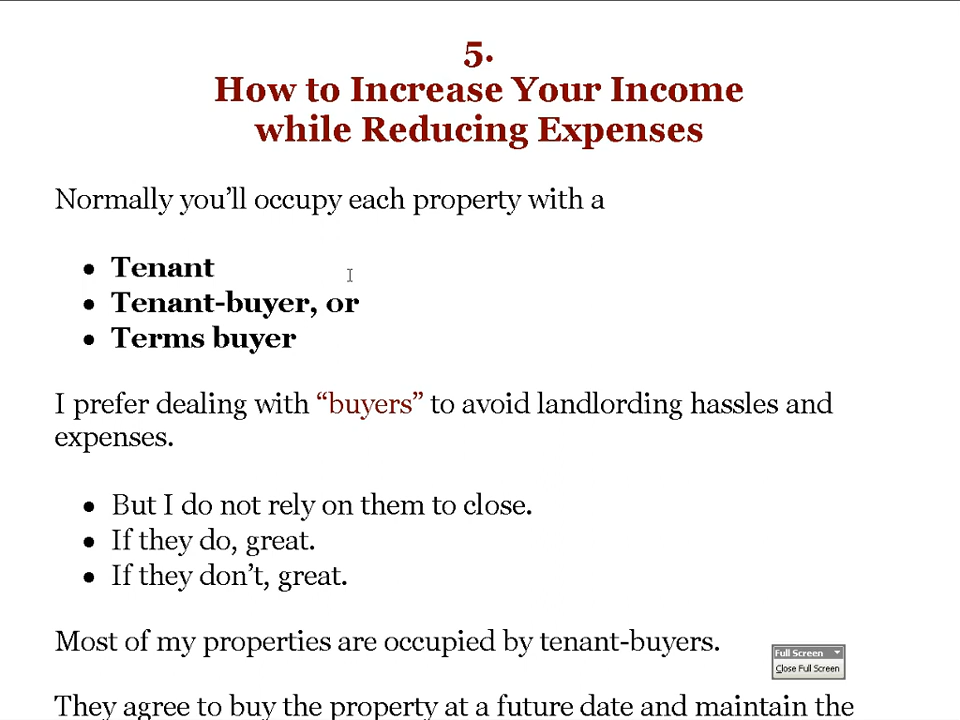 5.
How to Increase Your Income
while Reducing Expenses
Normally you’ll occupy each property with a
• Tenant
• Tenant-buyer, or
• Terms buyer
I prefer dealing with “buyers” to avoid landlording hassles and
expenses.
• But I do not rely on them to close.
• If they do, great.
• If they don’t, great.
Most of my properties are occupied by tenant-buyers.
Full Screen
Close Full Screen
They agree to buy the property at a future date and maintain the